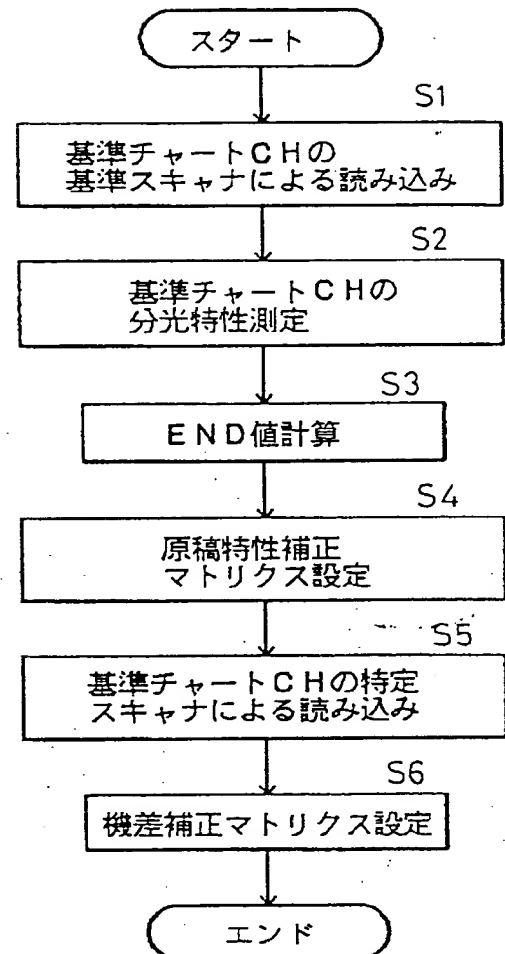 スタート
S1
基準チャートCHの
基準スキャナによる読み込み
S2
基準チャートCHの
分光特性測定
S3
END値計算
S4
原稿特性補正
マトリクス設定
S5
基準チャートCHの特定
スキャナによる読み込み
S6
機差補正マトリクス設定
エンド